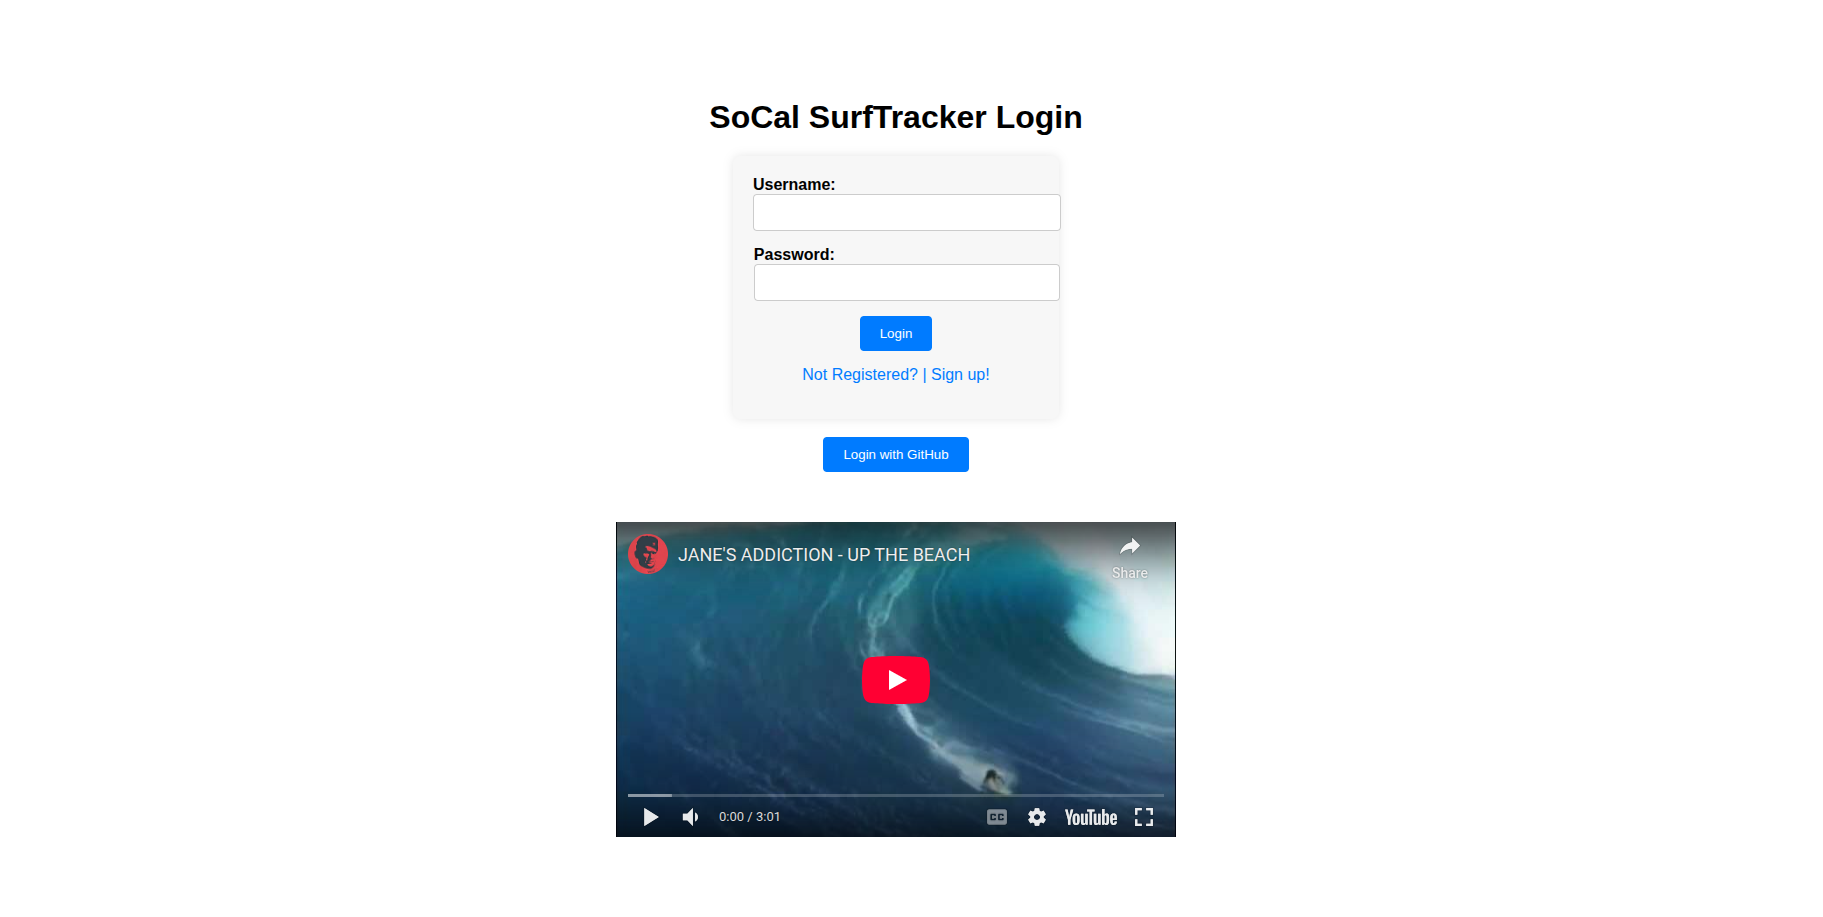 SoCal SurfTracker Login
Username:
Password:
Login
Not Registered? | Sign up!
Login with GitHub
JANE'S ADDICTION - UP THE BEACH
Share
0:00 / 3:01
CC
YouTube